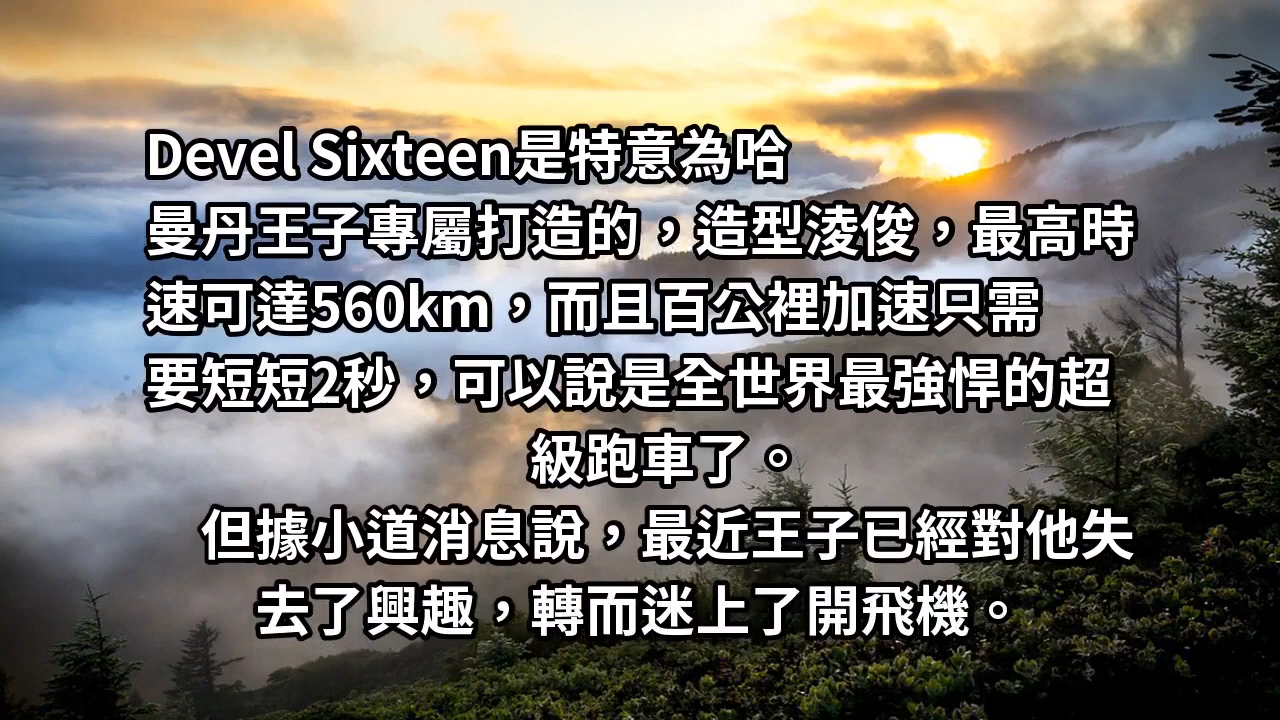 Devel Sixteen是特意為哈
曼丹王子專屬打造的，造型淩俊，最高時
速可達560km，而且百公裡加速只需
要短短2秒，可以說是全世界最強悍的超
級跑車了。
但據小道消息說，最近王子已經對他失
去了興趣，轉而迷上了開飛機。